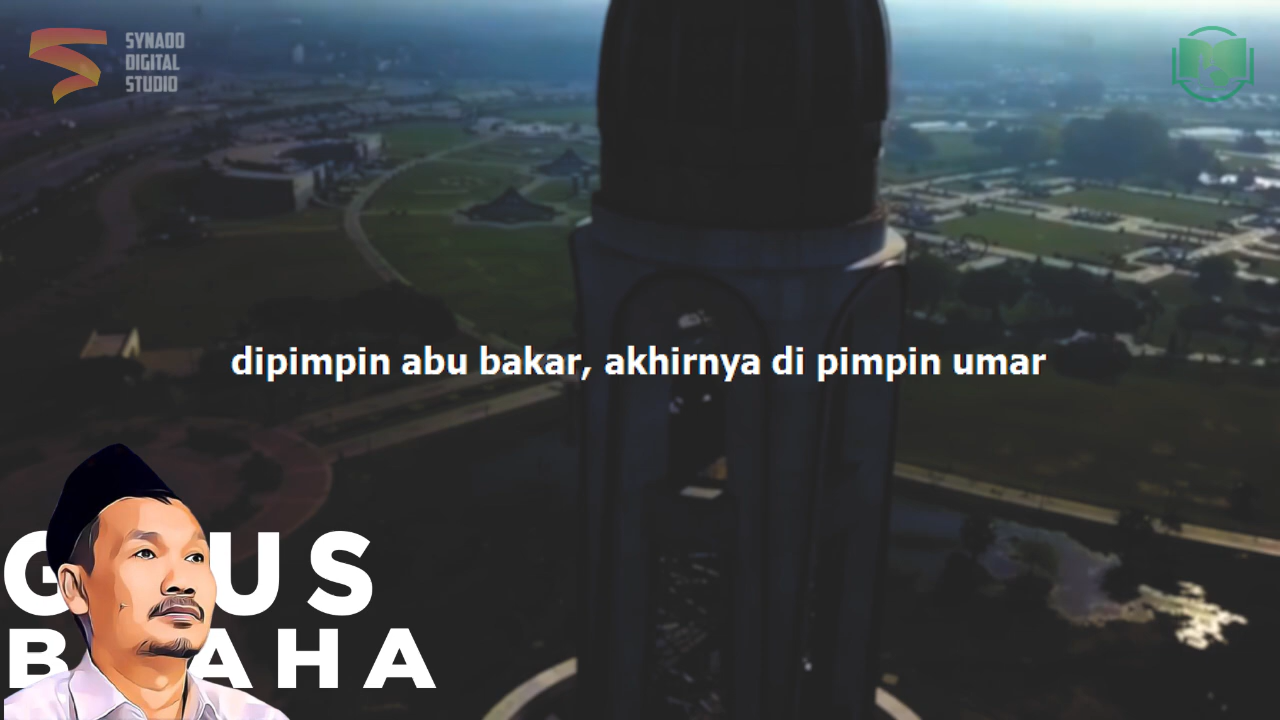 SYNADO
DIGITAL
STUDIO
dipimpin abu bakar, akhirnya di pimpin umar
GUS
BAHA